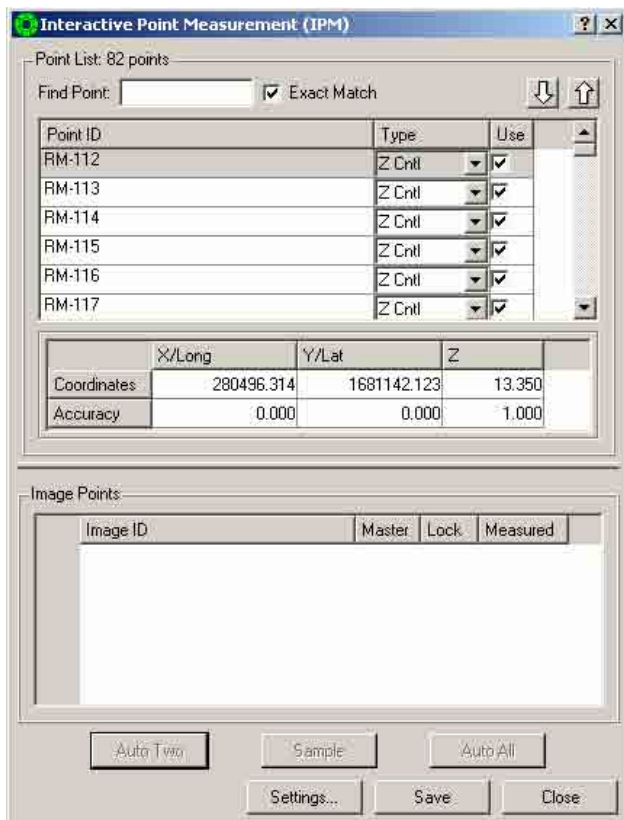 Interactive Point Measurement (IPM)
Point List: 82 points
Find Point: Exact Match
Point ID Type Use
RM-112 Z Cntl
RM-113 Z Cntl
RM-114 Z Cntl
RM-115 Z Cntl
RM-116 Z Cntl
RM-117 Z Cntl
X/Long Y/Lat Z
Coordinates 280496.314 1681142.123 13.350
Accuracy 0.000 0.000 1.000
Image Points
Image ID Master Lock Measured
Auto Two Sample Auto All
Settings... Save Close